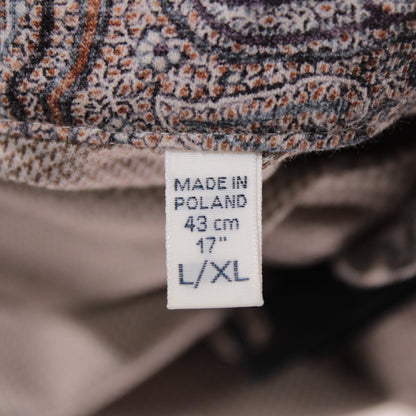 MADE IN
POLAND
43 cm
17"
L/XL